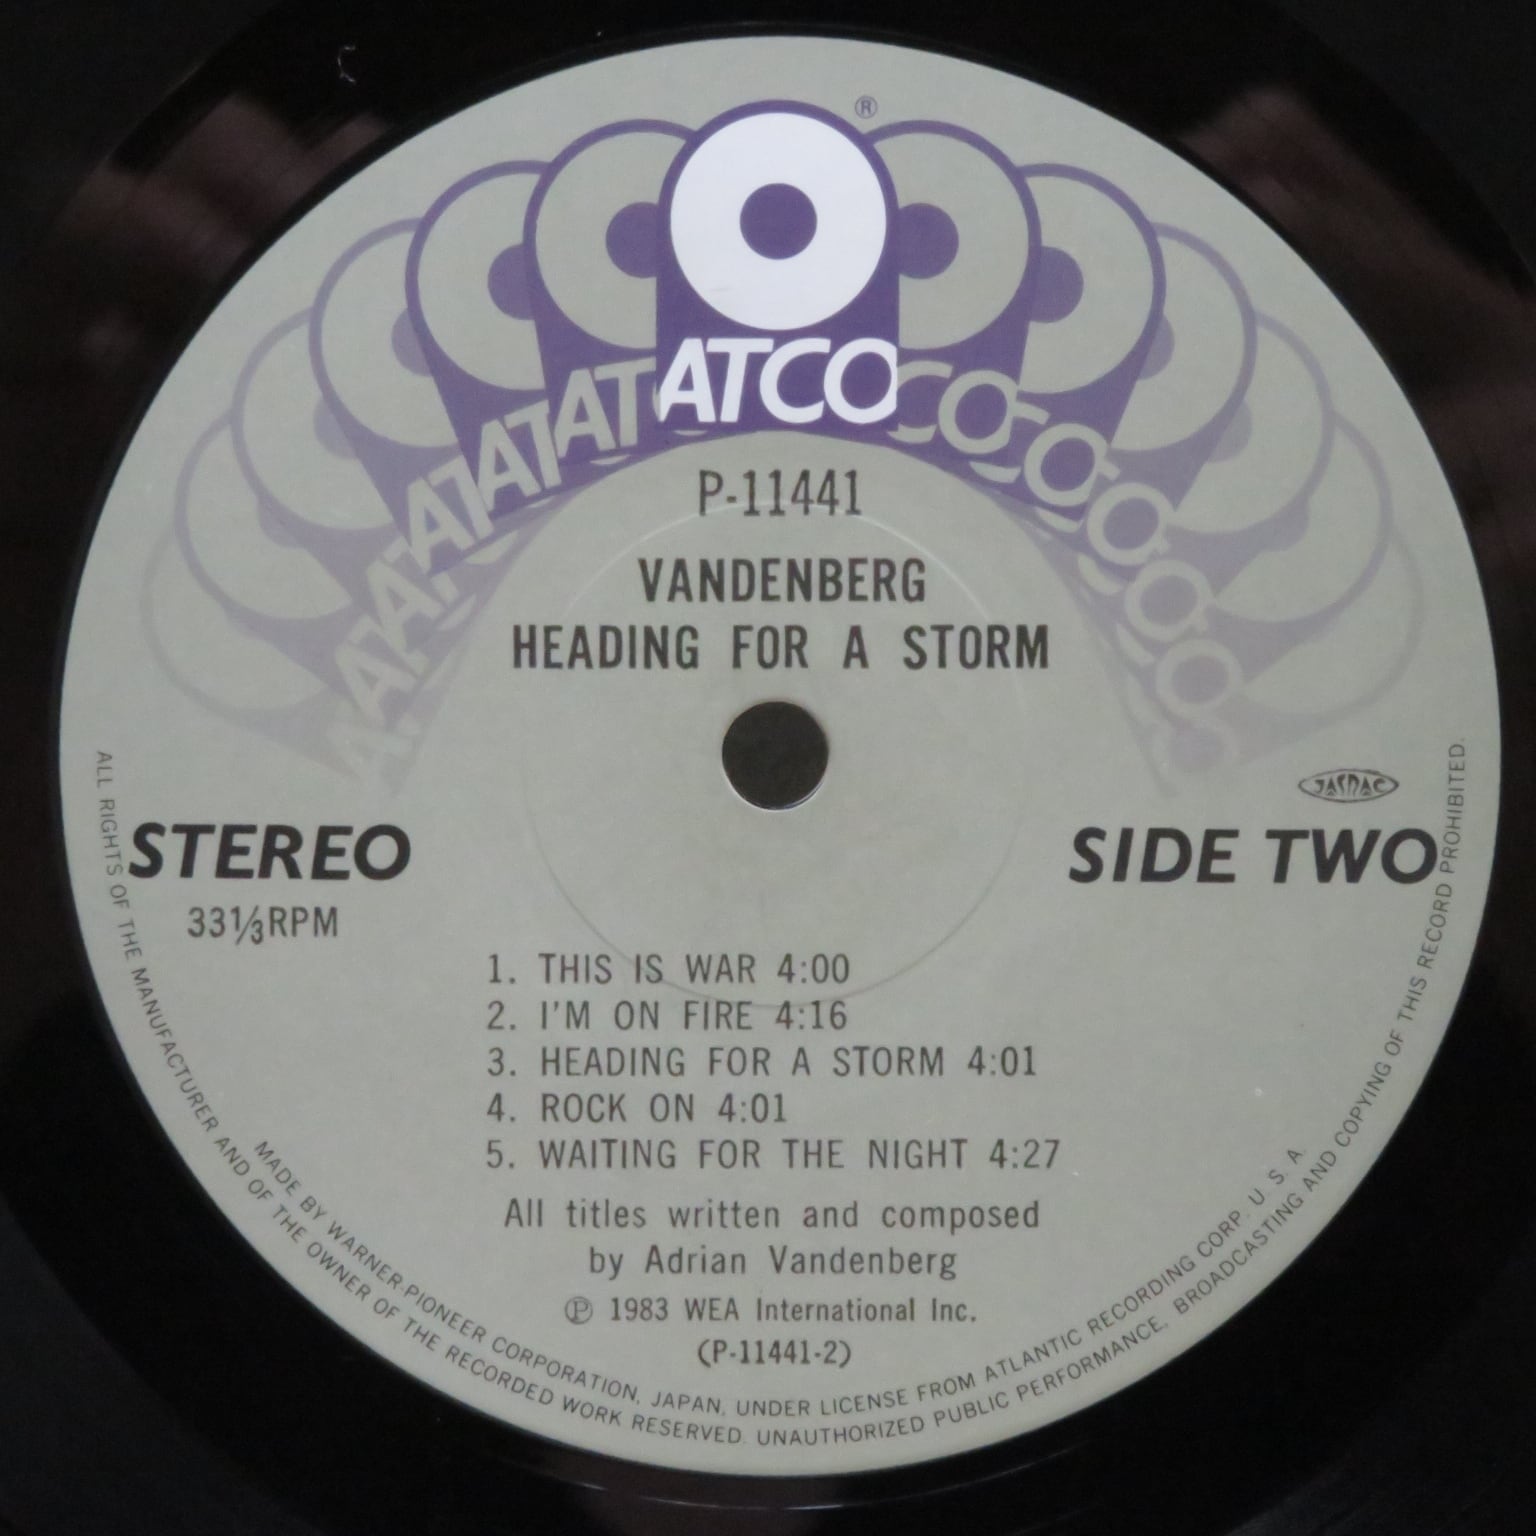 ®
ATCO
P-11441
VANDENBERG
HEADING FOR A STORM
JASRAC
STEREO
SIDE TWO
33⅓RPM
1. THIS IS WAR 4:00
2. I'M ON FIRE 4:16
3. HEADING FOR A STORM 4:01
4. ROCK ON 4:01
5. WAITING FOR THE NIGHT 4:27
All titles written and composed
by Adrian Vandenberg
℗ 1983 WEA International Inc.
(P-11441-2)
MADE BY WARNER-PIONEER CORPORATION, JAPAN, UNDER LICENSE FROM ATLANTIC RECORDING CORP. U. S. A.
ALL RIGHTS OF THE MANUFACTURER AND OF THE OWNER OF THE RECORDED WORK RESERVED. UNAUTHORIZED PUBLIC PERFORMANCE, BROADCASTING AND COPYING OF THIS RECORD PROHIBITED.